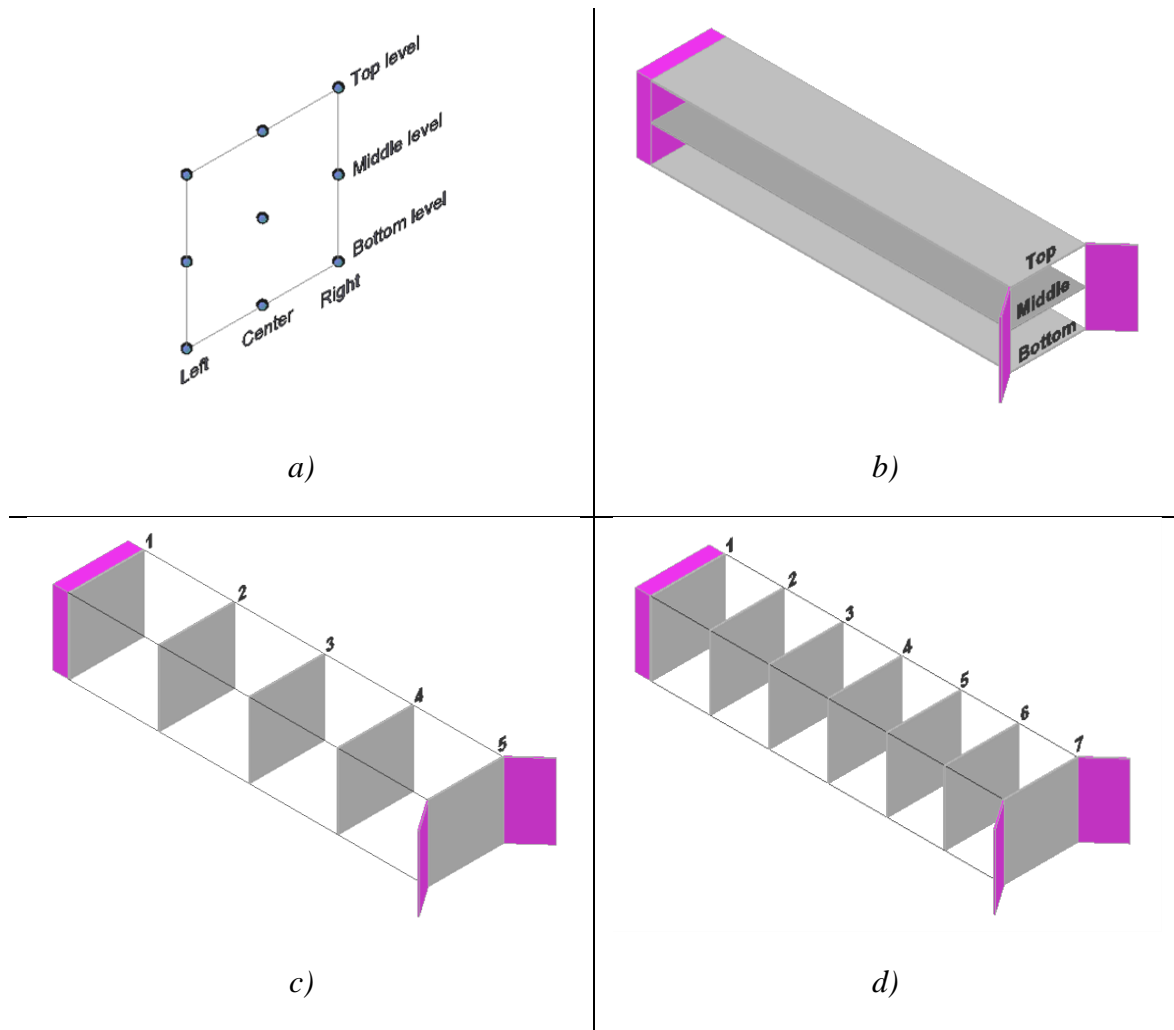 Top level
Middle level
Bottom level
Right
Center
Left
a)
Top
Middle
Bottom
b)
1
2
3
4
5
c)
1
2
3
4
5
6
7
d)